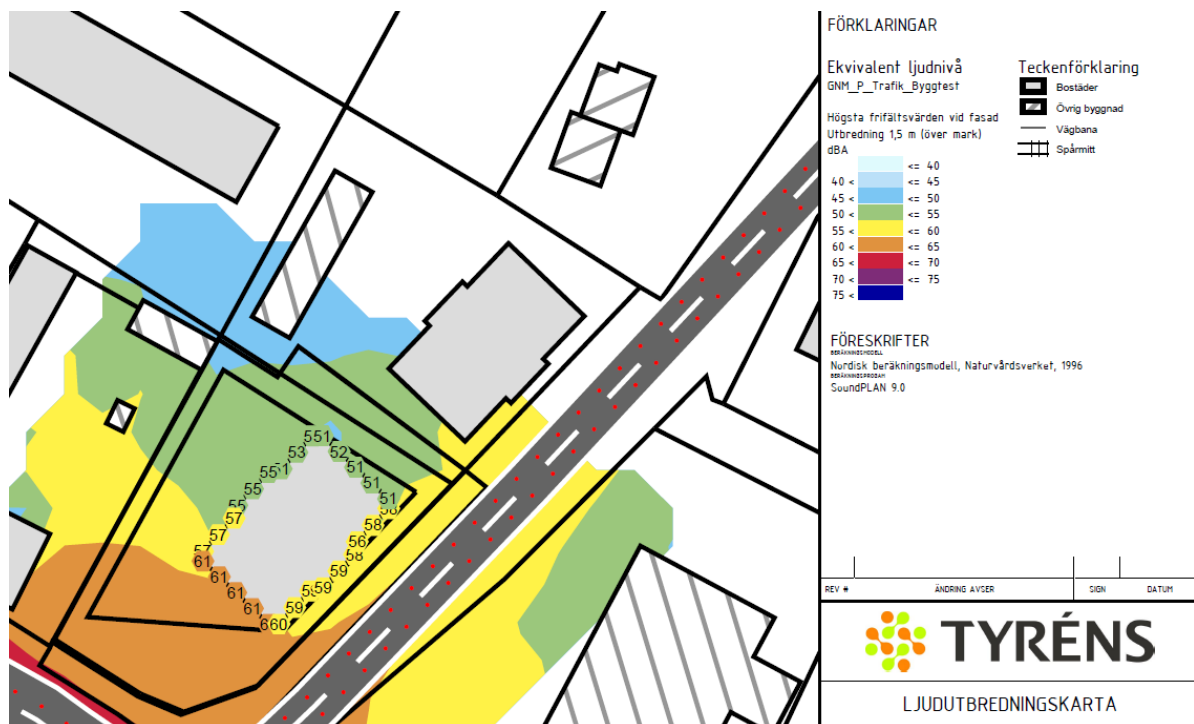 FÖRKLARINGAR
Ekvivalent ljudnivå
GNM_P_Trafik_Byggtest
Högsta frifältsvärden vid fasad
Utbredning 1,5 m (över mark)
dBA
<= 40
40 < <= 45
45 < <= 50
50 < <= 55
55 < <= 60
60 < <= 65
65 < <= 70
70 < <= 75
75 <
Teckenförklaring
Bostäder
Övrig byggnad
Vägbana
Spårmitt
FÖRESKRIFTER
BERÄKNINGSMODELL
Nordisk beräkningsmodell, Naturvårdsverket, 1996
BERÄKNINGSPROGAM
SoundPLAN 9.0
51
53
52
51
55
51
55
51
55
57
58
57
56
58
61
59
61
59
61
59
61
60
REV # ÄNDRING AVSER SIGN DATUM
TYRÉNS
LJUDUTBREDNINGSKARTA